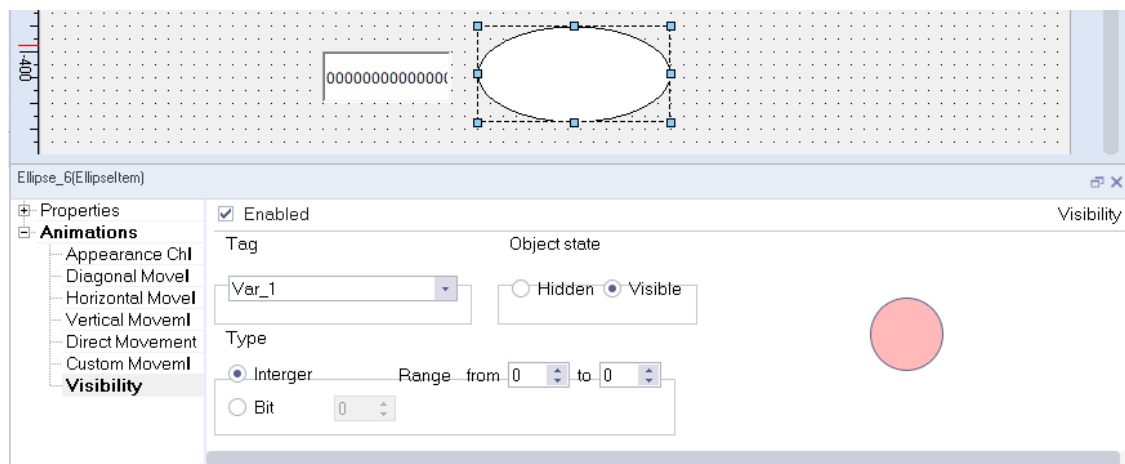 -400
000000000000000(
Ellipse_6(EllipseItem)
Properties
Enabled
Visibility
Animations
Tag
Object state
Appearance Chl
Diagonal Movel
Var_1
Hidden
Visible
Horizontal Movel
Vertical Moveml
Type
Direct Movement
Custom Moveml
Interger
Range
from
0
to
0
Visibility
Bit
0